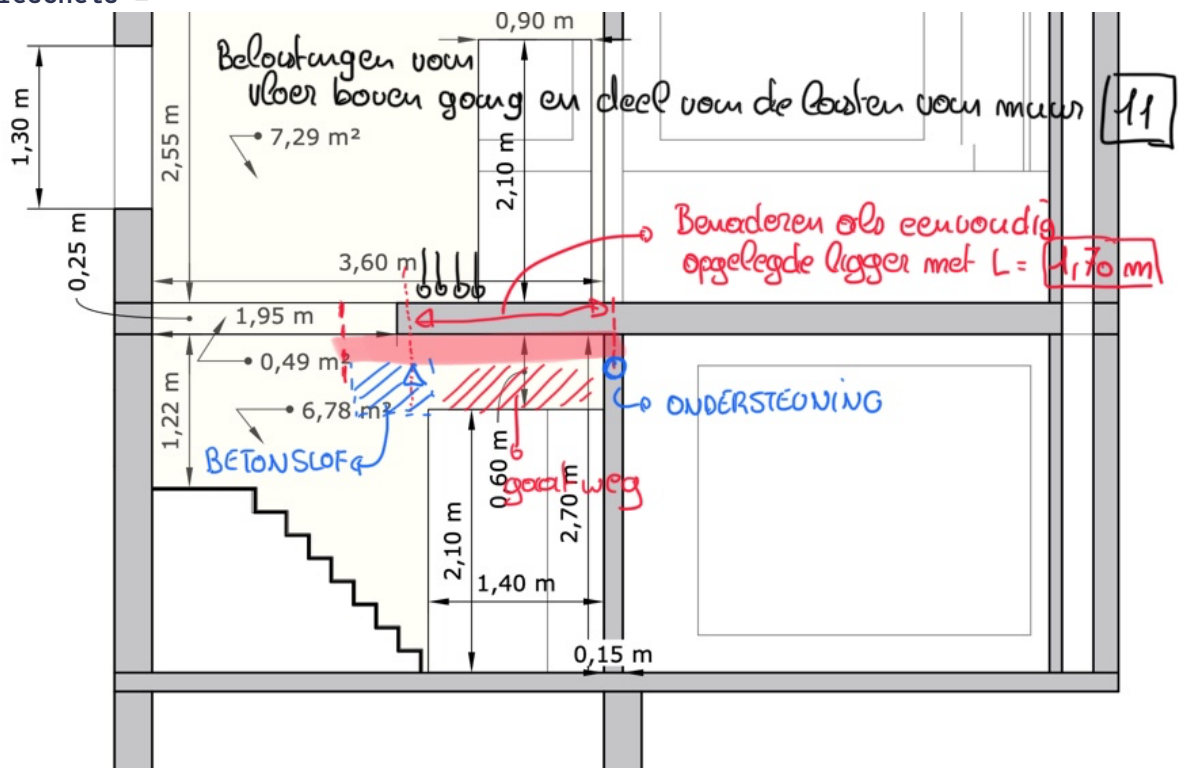 0,90 m
Belastingen van
vloer boven gang en deel van de lasten van muur 11
1,30 m
2,55 m
7,29 m²
2,10 m
0,25 m
Benaderen als eenvoudig
opgelegde ligger met L = 1,70 m
3,60 m
1,95 m
0,49 m²
1,22 m
6,78 m²
ONDERSTEUNING
BETONSLOF
0,60 m
gaat weg
2,70 m
2,10 m
1,40 m
0,15 m